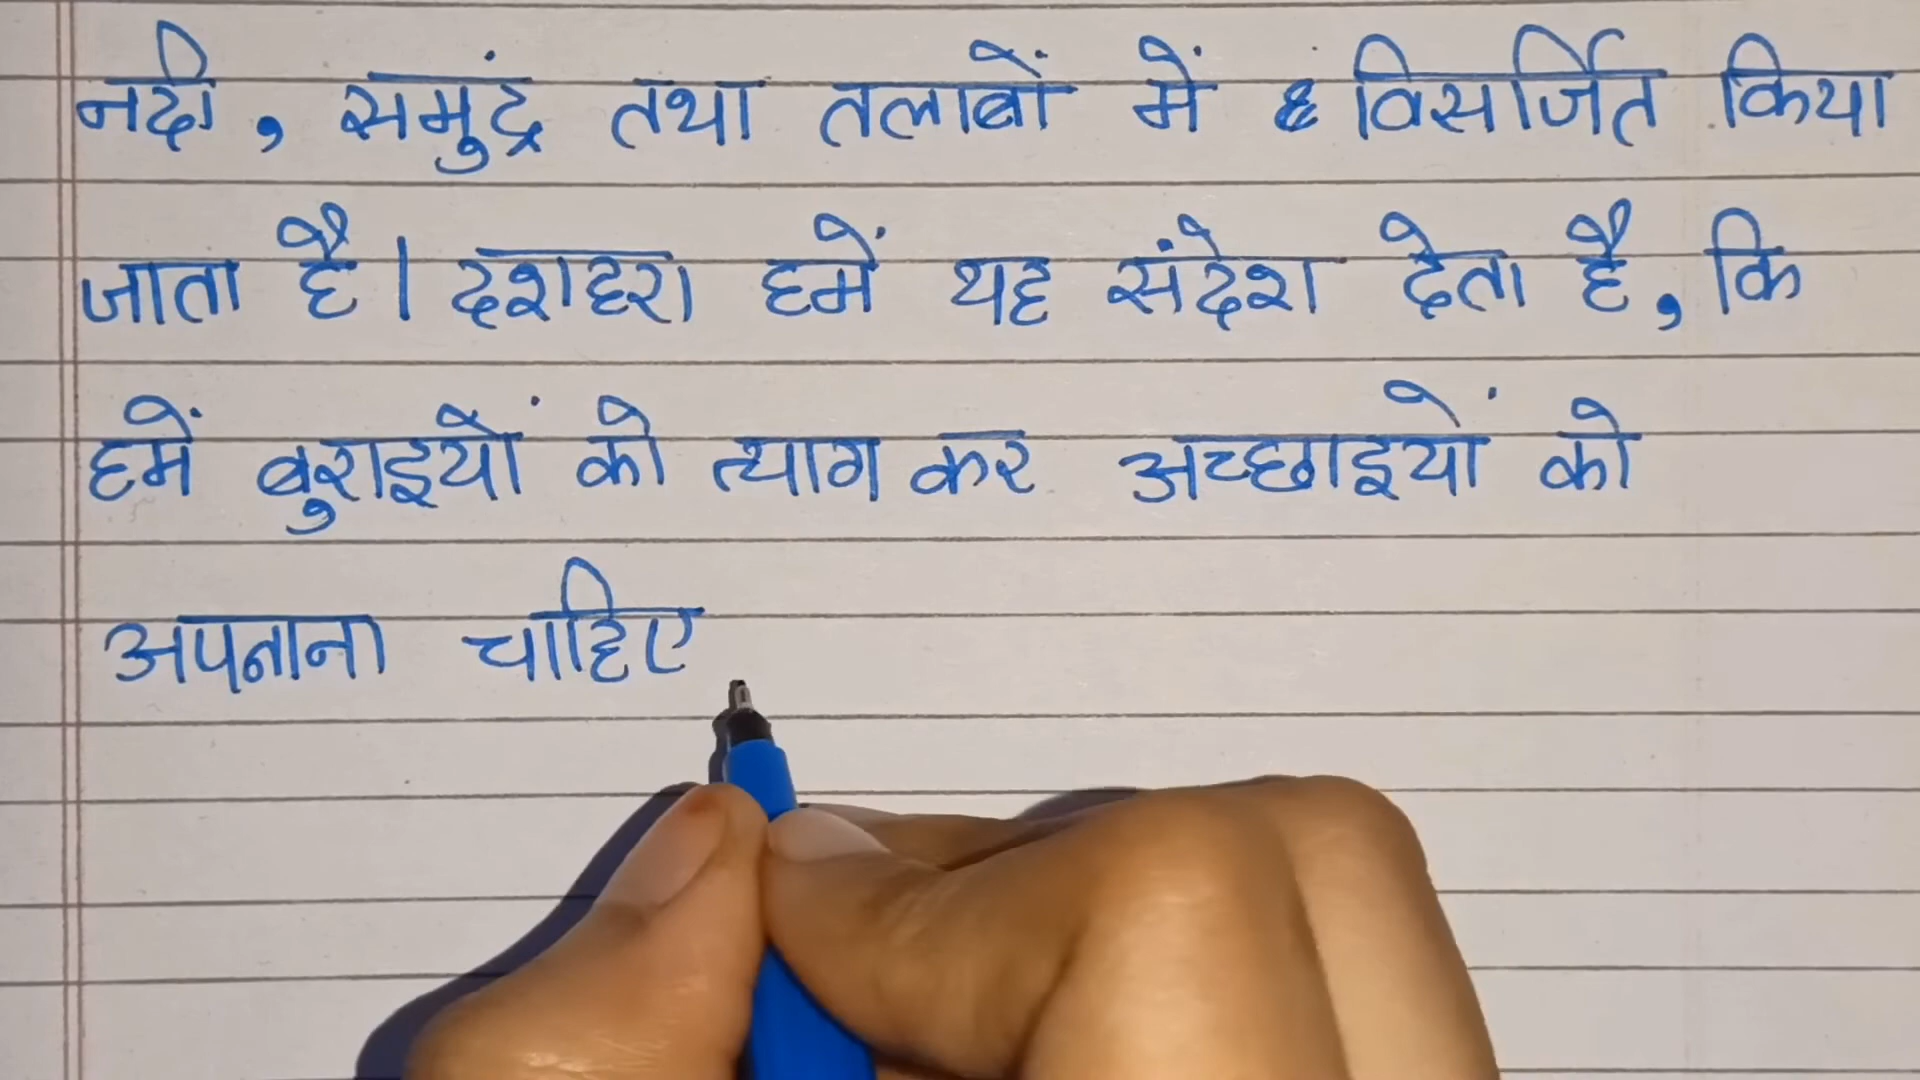 नदी, समुंद्र तथा तलाबों में विसर्जित किया
जाता है। दशहरा हमें यह संदेश देता है, कि
हमें बुराइयों को त्याग कर अच्छाइयों को
अपनाना चाहिए